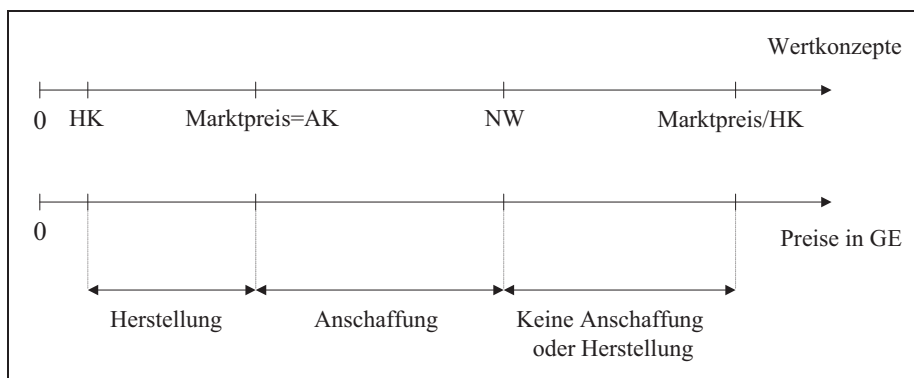 Wertkonzepte
0 HK Marktpreis=AK NW Marktpreis/HK
0 Preise in GE
Herstellung Anschaffung Keine Anschaffung
oder Herstellung